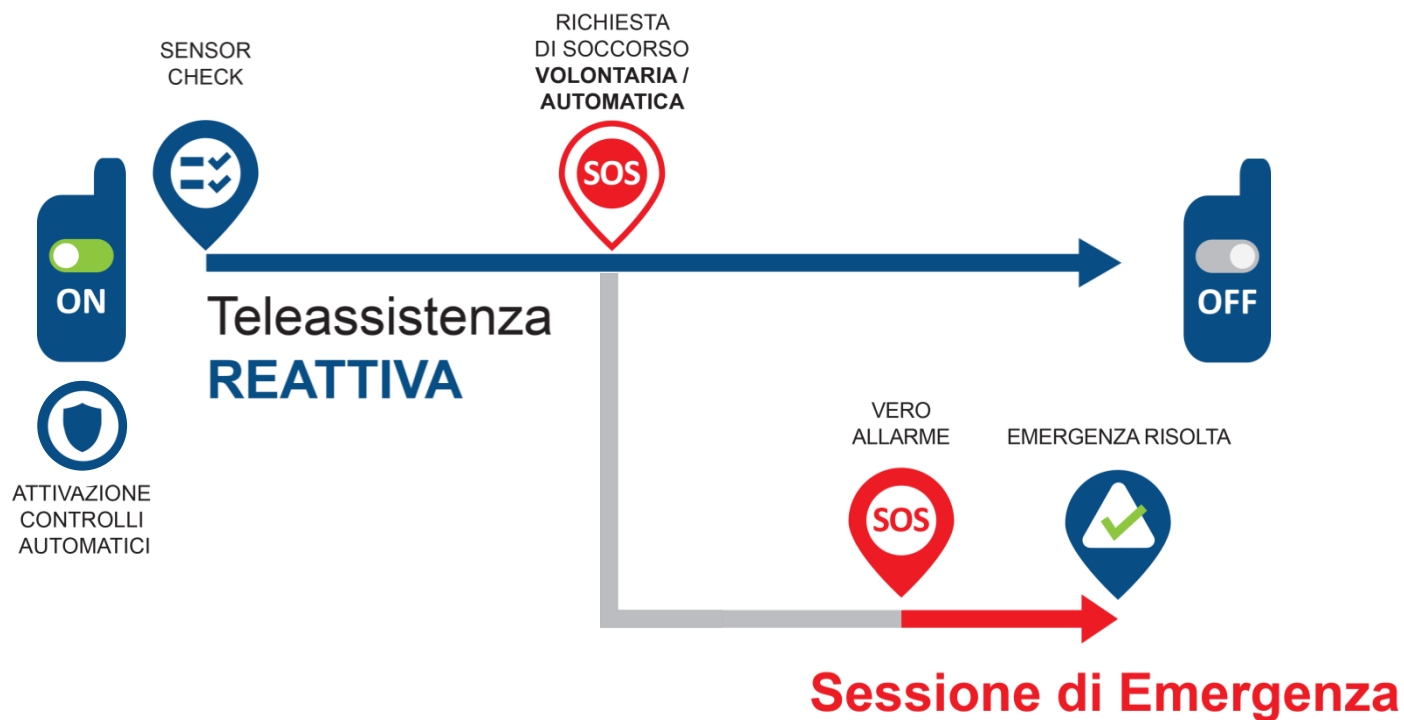 SENSOR
CHECK
RICHIESTA
DI SOCCORSO
VOLONTARIA /
AUTOMATICA
SOS
ON
OFF
Teleassistenza
REATTIVA
ATTIVAZIONE
CONTROLLI
AUTOMATICI
VERO
ALLARME
EMERGENZA RISOLTA
SOS
Sessione di Emergenza